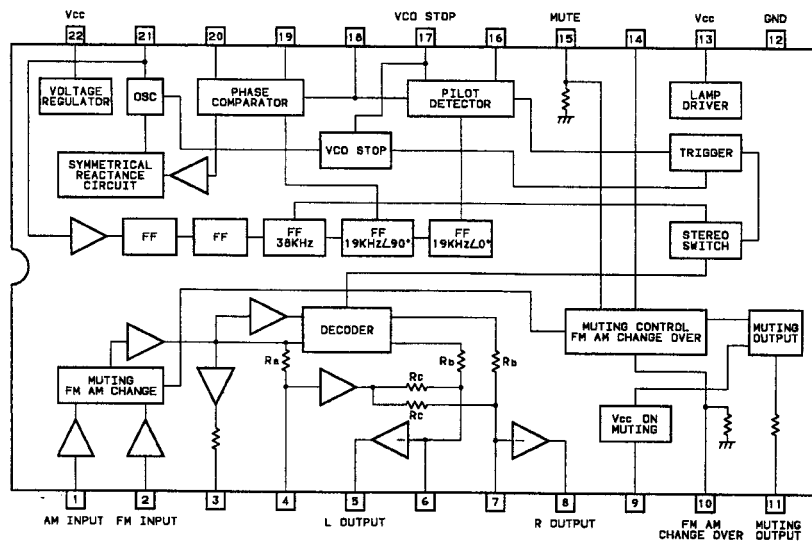 Vcc
VCO STOP
MUTE
Vcc
GND
22
21
20
19
18
17
16
15
14
13
12
VOLTAGE
REGULATOR
OSC
PHASE
COMPARATOR
PILOT
DETECTOR
LAMP
DRIVER
VCO STOP
TRIGGER
SYMMETRICAL
REACTANCE
CIRCUIT
FF
FF
FF
38KHz
FF
19KHz∠90°
FF
19KHz∠0°
STEREO
SWITCH
DECODER
MUTING CONTROL
FM AM CHANGE OVER
MUTING
OUTPUT
Ra
Rb
Rb
MUTING
FM AM CHANGE
Rc
Rc
Vcc ON
MUTING
1
2
3
4
5
6
7
8
9
10
11
AM INPUT
FM INPUT
L OUTPUT
R OUTPUT
FM AM
CHANGE OVER
MUTING
OUTPUT